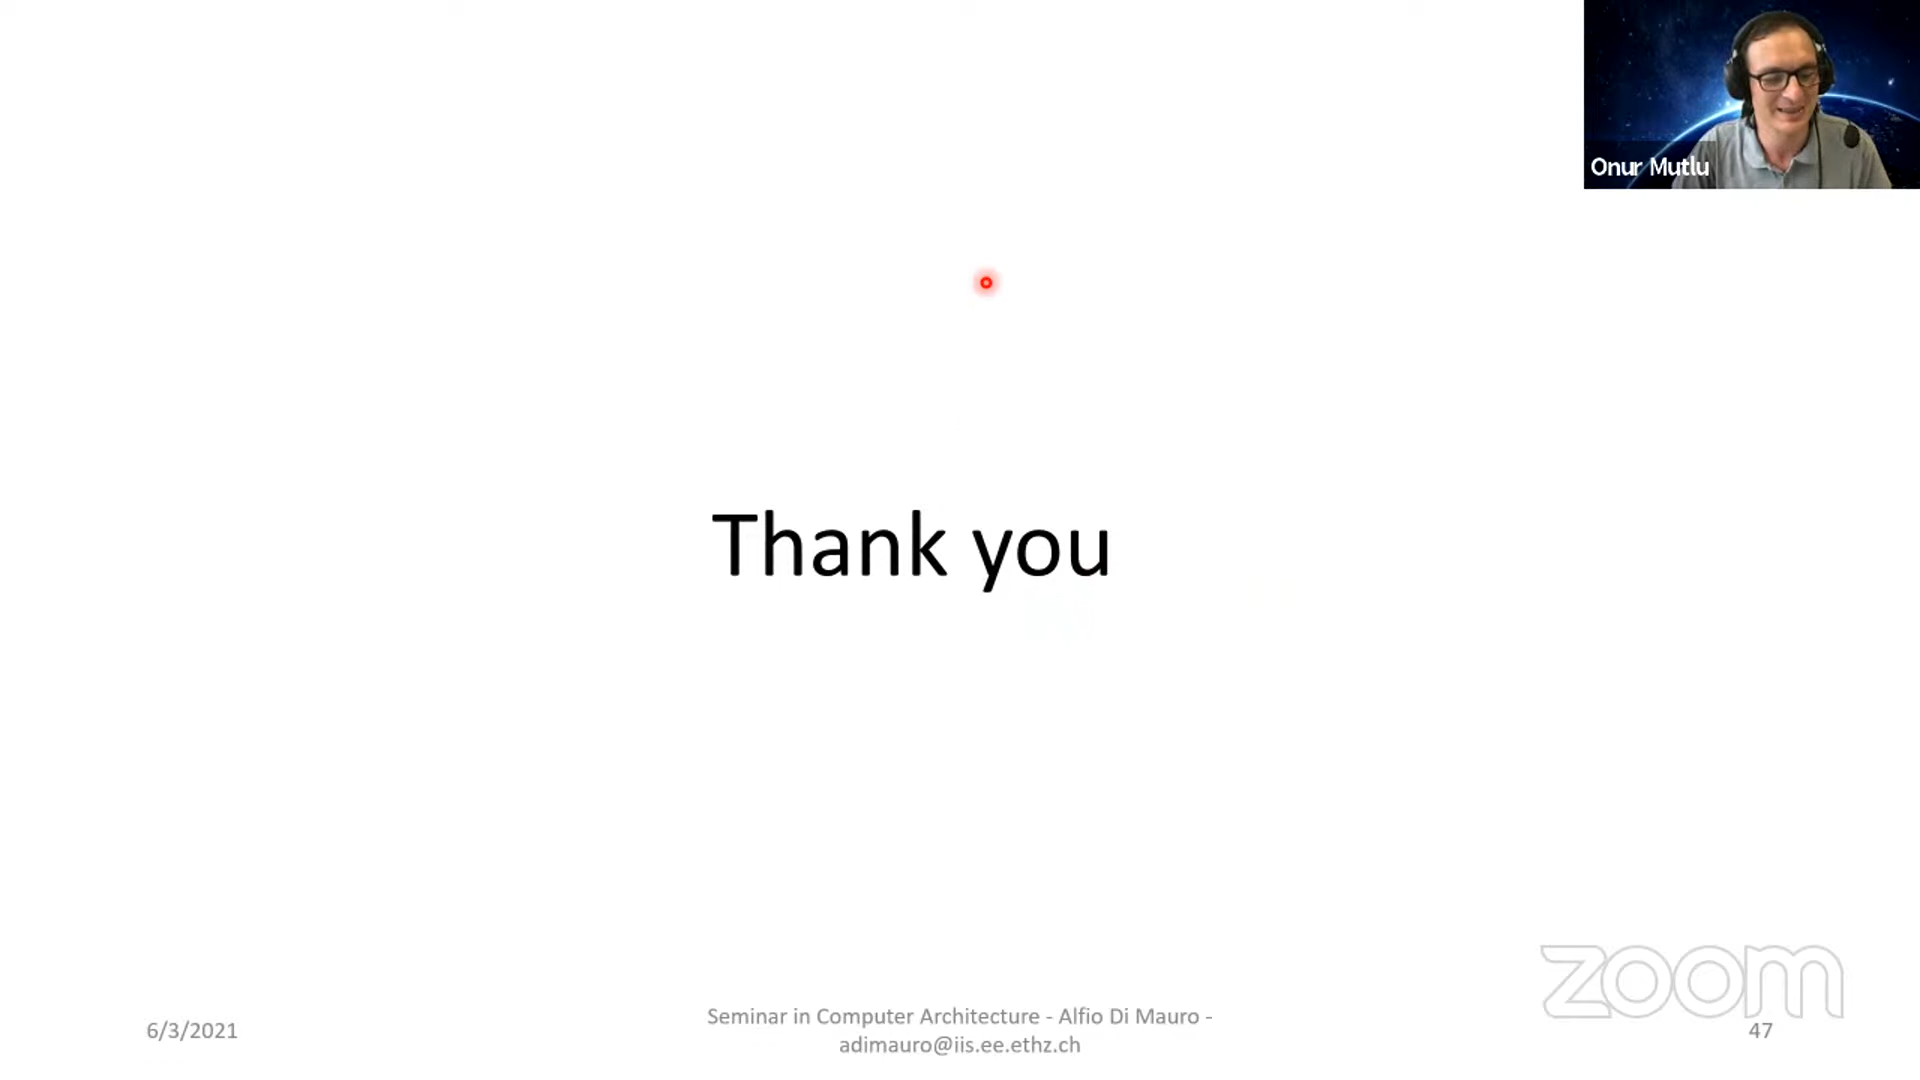 Onur Mutlu
Thank you
zoom
6/3/2021
Seminar in Computer Architecture - Alfio Di Mauro -
adimauro@iis.ee.ethz.ch
47